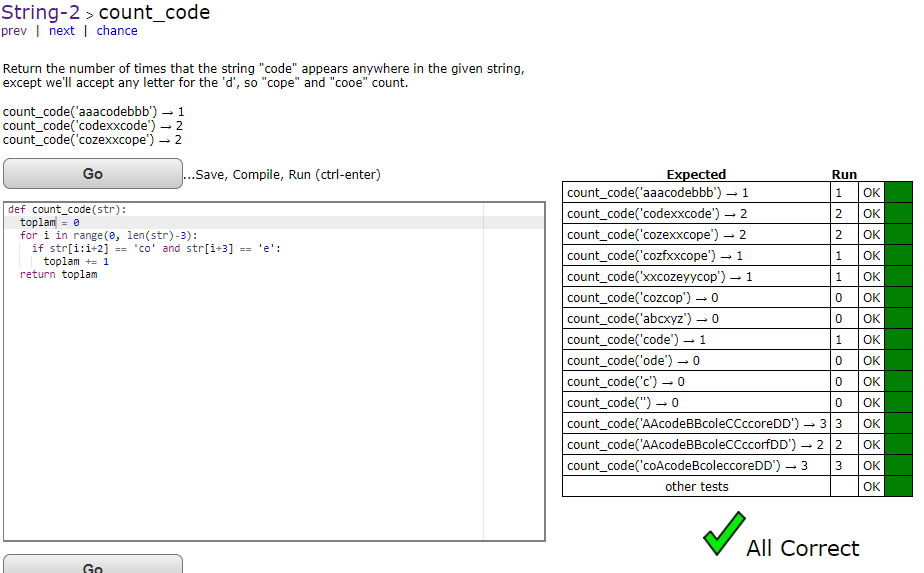 String-2 > count_code
prev | next | chance
Return the number of times that the string "code" appears anywhere in the given string,
except we'll accept any letter for the 'd', so "cope" and "cooe" count.
count_code('aaacodebbb') → 1
count_code('codexxcode') → 2
count_code('cozexxcope') → 2
Go ...Save, Compile, Run (ctrl-enter)
def count_code(str):
  toplam = 0
  for i in range(0, len(str)-3):
    if str[i:i+2] == 'co' and str[i+3] == 'e':
      toplam += 1
  return toplam
Go
Expected Run
count_code('aaacodebbb') → 1 1 OK
count_code('codexxcode') → 2 2 OK
count_code('cozexxcope') → 2 2 OK
count_code('cozfxxcope') → 1 1 OK
count_code('xxcozeyycop') → 1 1 OK
count_code('cozcop') → 0 0 OK
count_code('abcxyz') → 0 0 OK
count_code('code') → 1 1 OK
count_code('ode') → 0 0 OK
count_code('c') → 0 0 OK
count_code('') → 0 0 OK
count_code('AAcodeBBcoleCCccoreDD') → 3 3 OK
count_code('AAcodeBBcoleCCccorfDD') → 2 2 OK
count_code('coAcodeBcoleccoreDD') → 3 3 OK
other tests OK
All Correct